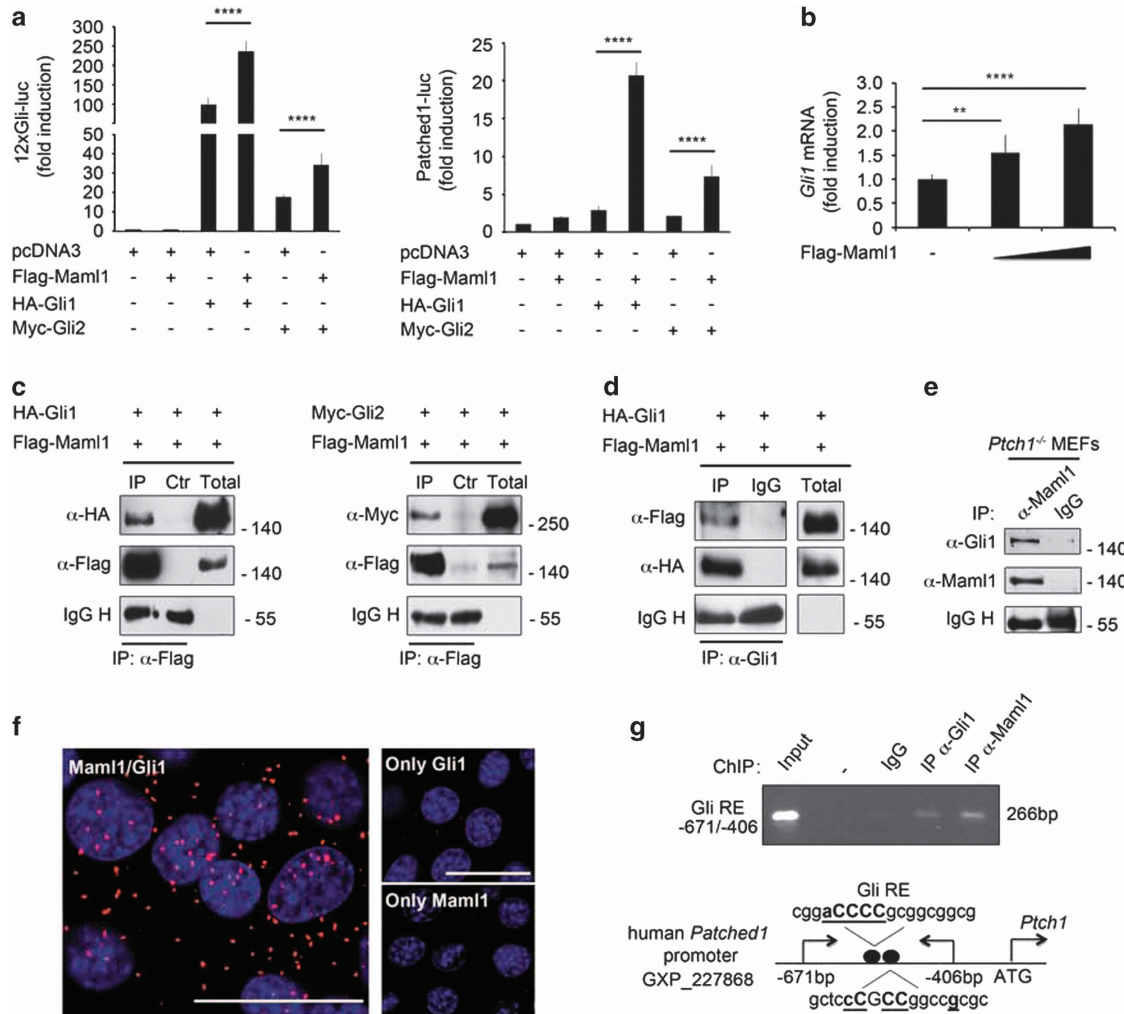 a
12xGli-luc
(fold induction)
300
250
200
150
100
50
40
30
20
10
0
****
****
pcDNA3 + + + - + -
Flag-Maml1 - + - + - +
HA-Gli1 - - + + - -
Myc-Gli2 - - - - + +
Patched1-luc
(fold induction)
25
20
15
10
5
0
****
****
pcDNA3 + + + - + -
Flag-Maml1 - + - + - +
HA-Gli1 - - + + - -
Myc-Gli2 - - - - + +
b
Gli1 mRNA
(fold induction)
3.0
2.5
2.0
1.5
1.0
0.5
0
****
**
Flag-Maml1 -
c
HA-Gli1 + + +
Flag-Maml1 + + +
IP Ctr Total
α-HA - 140
α-Flag - 140
IgG H - 55
IP: α-Flag
Myc-Gli2 + + +
Flag-Maml1 + + +
IP Ctr Total
α-Myc - 250
α-Flag - 140
IgG H - 55
IP: α-Flag
d
HA-Gli1 + + +
Flag-Maml1 + + +
IP IgG Total
α-Flag - 140
α-HA - 140
IgG H - 55
IP: α-Gli1
e
Ptch1-/- MEFs
IP: α-Maml1 IgG
α-Gli1 - 140
α-Maml1 - 140
IgG H - 55
f
Maml1/Gli1
Only Gli1
Only Maml1
g
ChIP: Input - IgG IP α-Gli1 IP α-Maml1
Gli RE
-671/-406
266bp
Gli RE
cggaCCCCgcggcggcg
human Patched1
promoter
GXP_227868
Ptch1
-671bp -406bp ATG
gctccCGCCggccgcgc